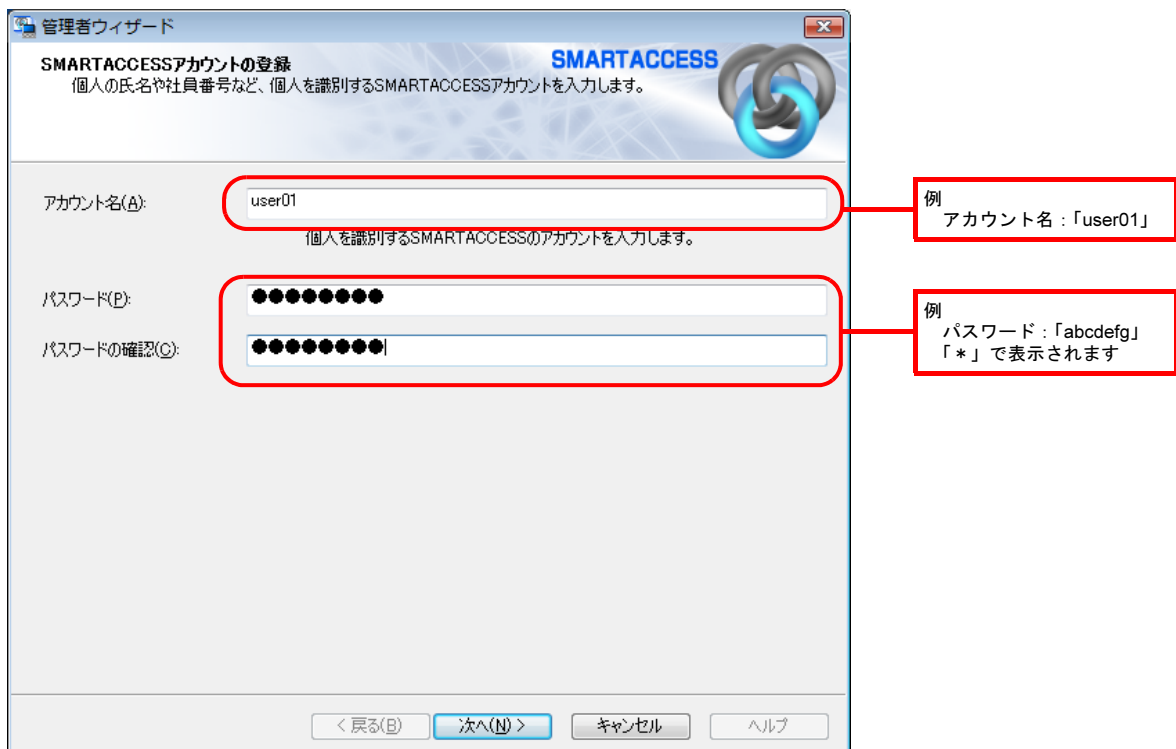 管理者ウィザード
SMARTACCESSアカウントの登録
SMARTACCESS
個人の氏名や社員番号など、個人を識別するSMARTACCESSアカウントを入力します。
アカウント名(A):
user01
個人を識別するSMARTACCESSのアカウントを入力します。
例
アカウント名:「user01」
パスワード(P):
●●●●●●●●
パスワードの確認(C):
●●●●●●●●
例
パスワード:「abcdefg」
「*」で表示されます
< 戻る(B)
次へ(N) >
キャンセル
ヘルプ